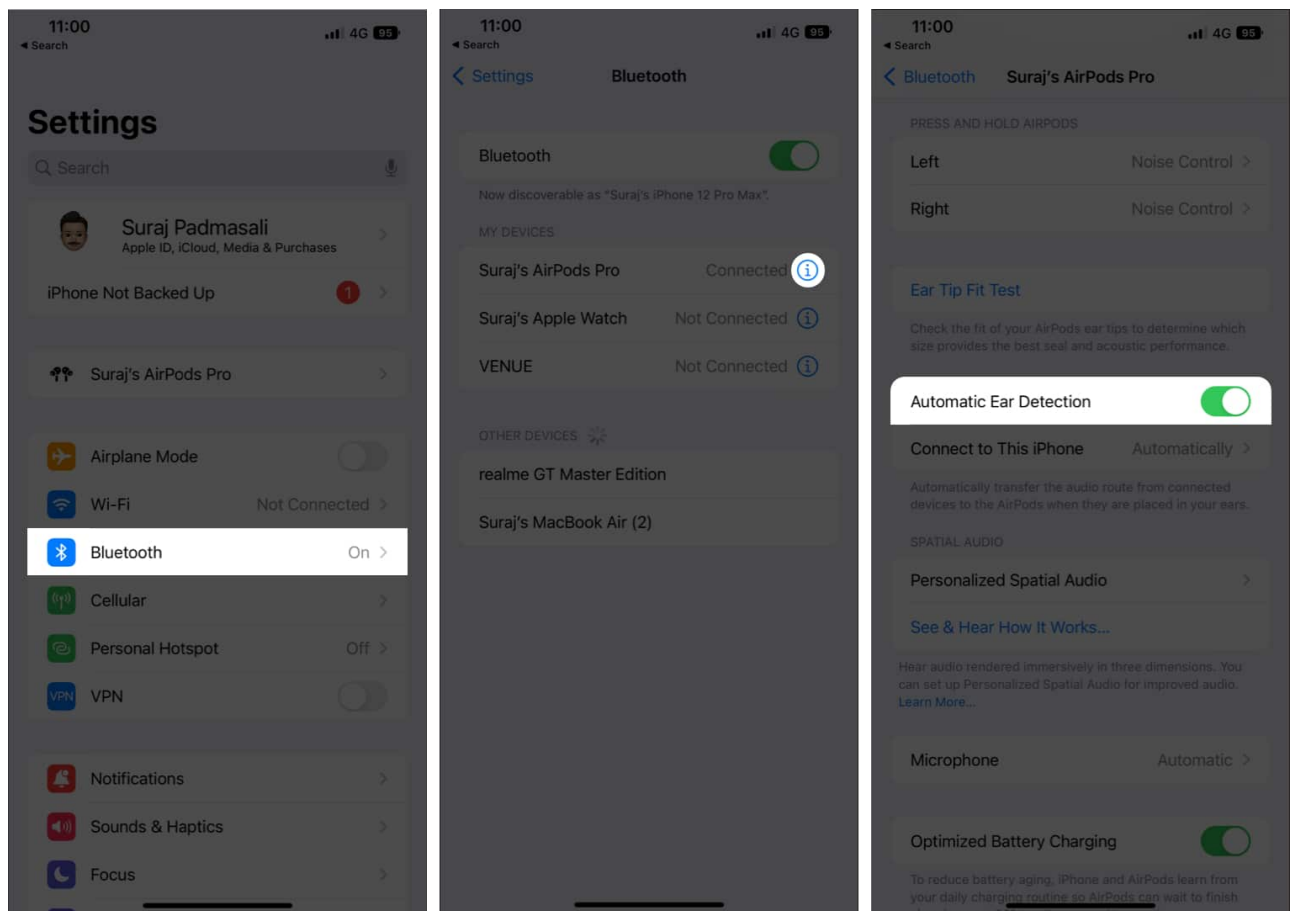 11:00
4G 95
Search
Settings
Search
Suraj Padmasali
Apple ID, iCloud, Media & Purchases
iPhone Not Backed Up 1
Suraj's AirPods Pro
Airplane Mode
Wi-Fi Not Connected
Bluetooth On
Cellular
Personal Hotspot Off
VPN VPN
Notifications
Sounds & Haptics
Focus
11:00
4G 95
Search
Settings Bluetooth
Bluetooth
Now discoverable as "Suraj's iPhone 12 Pro Max".
MY DEVICES
Suraj's AirPods Pro Connected i
Suraj's Apple Watch Not Connected i
VENUE Not Connected i
OTHER DEVICES
realme GT Master Edition
Suraj's MacBook Air (2)
11:00
4G 95
Search
Bluetooth Suraj's AirPods Pro
PRESS AND HOLD AIRPODS
Left Noise Control
Right Noise Control
Ear Tip Fit Test
Check the fit of your AirPods ear tips to determine which
size provides the best seal and acoustic performance.
Automatic Ear Detection
Connect to This iPhone Automatically
Automatically transfer the audio route from connected
devices to the AirPods when they are placed in your ears.
SPATIAL AUDIO
Personalized Spatial Audio
See & Hear How It Works...
Hear audio rendered immersively in three dimensions. You
can set up Personalized Spatial Audio for improved audio.
Learn More...
Microphone Automatic
Optimized Battery Charging
To reduce battery aging, iPhone and AirPods learn from
your daily charging routine so AirPods can wait to finish